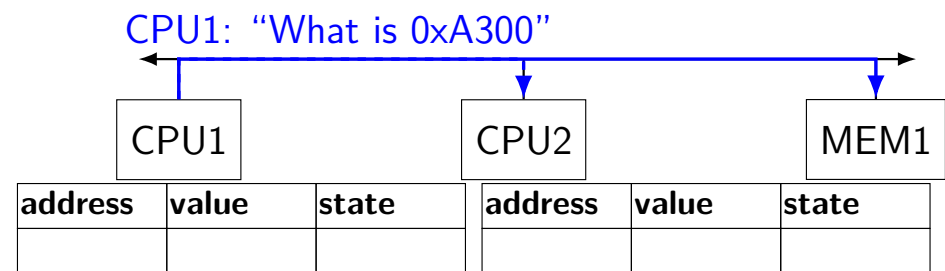 CPU1: “What is 0xA300”
CPU1 CPU2 MEM1
address value state address value state